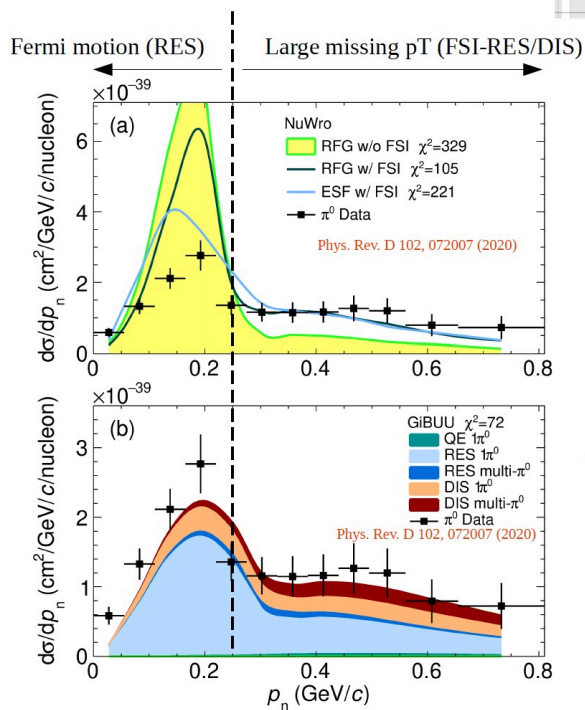 Fermi motion (RES) Large missing pT (FSI-RES/DIS)
×10⁻³⁹
(a)
NuWro
RFG w/o FSI χ²=329
RFG w/ FSI χ²=105
ESF w/ FSI χ²=221
π⁰ Data
Phys. Rev. D 102, 072007 (2020)
dσ/dpₙ (cm²/GeV/c/nucleon)
6
4
2
0
0 0.2 0.4 0.6 0.8
×10⁻³⁹
(b)
GiBUU χ²=72
QE 1π⁰
RES 1π⁰
RES multi-π⁰
DIS 1π⁰
DIS multi-π⁰
π⁰ Data
Phys. Rev. D 102, 072007 (2020)
dσ/dpₙ (cm²/GeV/c/nucleon)
3
2
1
0
0 0.2 0.4 0.6 0.8
pₙ (GeV/c)